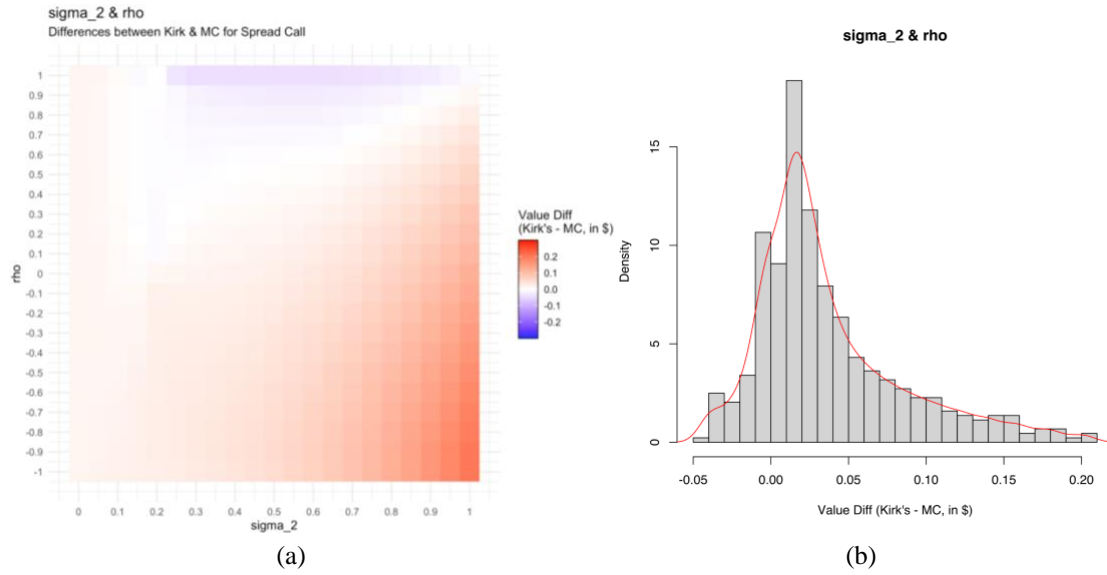 sigma_2 & rho
Differences between Kirk & MC for Spread Call
1
0.9
0.8
0.7
0.6
0.5
0.4
0.3
0.2
0.1
0
-0.1
-0.2
-0.3
-0.4
-0.5
-0.6
-0.7
-0.8
-0.9
-1
rho
0 0.1 0.2 0.3 0.4 0.5 0.6 0.7 0.8 0.9 1
sigma_2
Value Diff
(Kirk's - MC, in $)
0.2
0.1
0.0
-0.1
-0.2
(a)
sigma_2 & rho
15
10
5
0
Density
-0.05 0.00 0.05 0.10 0.15 0.20
Value Diff (Kirk's - MC, in $)
(b)